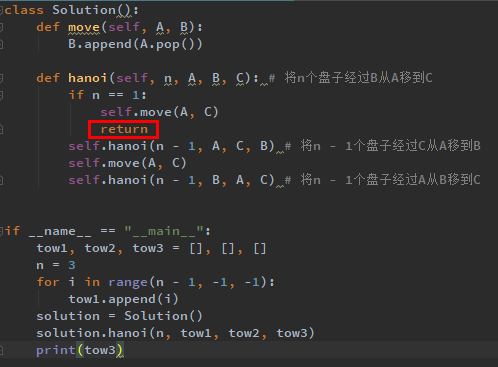 class Solution():
    def move(self, A, B):
        B.append(A.pop())
    def hanoi(self, n, A, B, C): # 将n个盘子经过B从A移到C
        if n == 1:
            self.move(A, C)
            return
        self.hanoi(n - 1, A, C, B) # 将n - 1个盘子经过C从A移到B
        self.move(A, C)
        self.hanoi(n - 1, B, A, C) # 将n - 1个盘子经过A从B移到C
if __name__ == "__main__":
    tow1, tow2, tow3 = [], [], []
    n = 3
    for i in range(n - 1, -1, -1):
        tow1.append(i)
    solution = Solution()
    solution.hanoi(n, tow1, tow2, tow3)
    print(tow3)